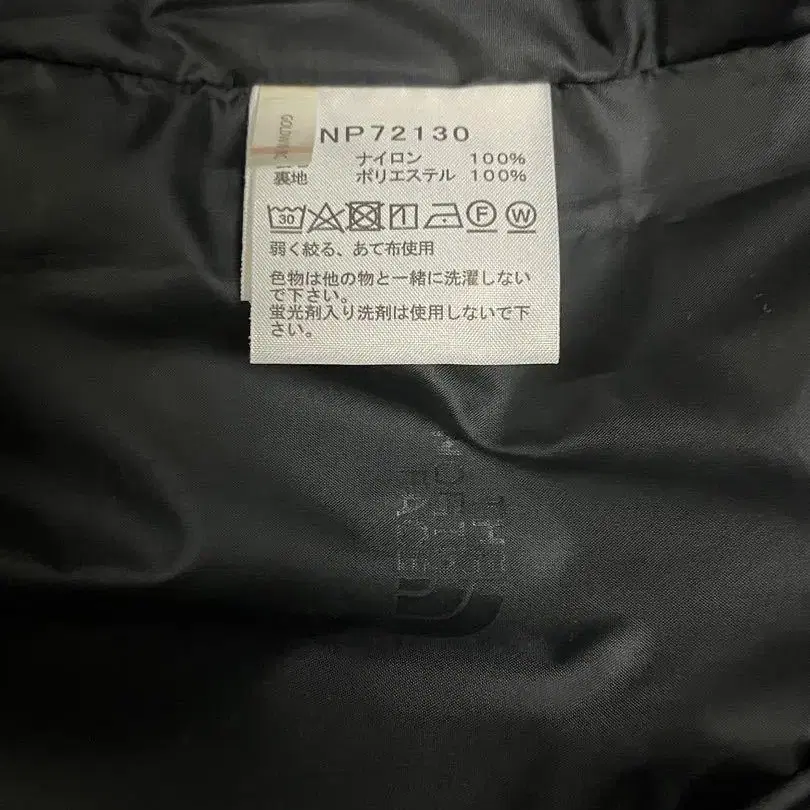 NP72130
ナイロン 100%
裏地 ポリエステル 100%
30 F W
弱く絞る、あて布使用
色物は他の物と一緒に洗濯しない
で下さい。
蛍光剤入り洗剤は使用しないで下
さい。
THE
FACE